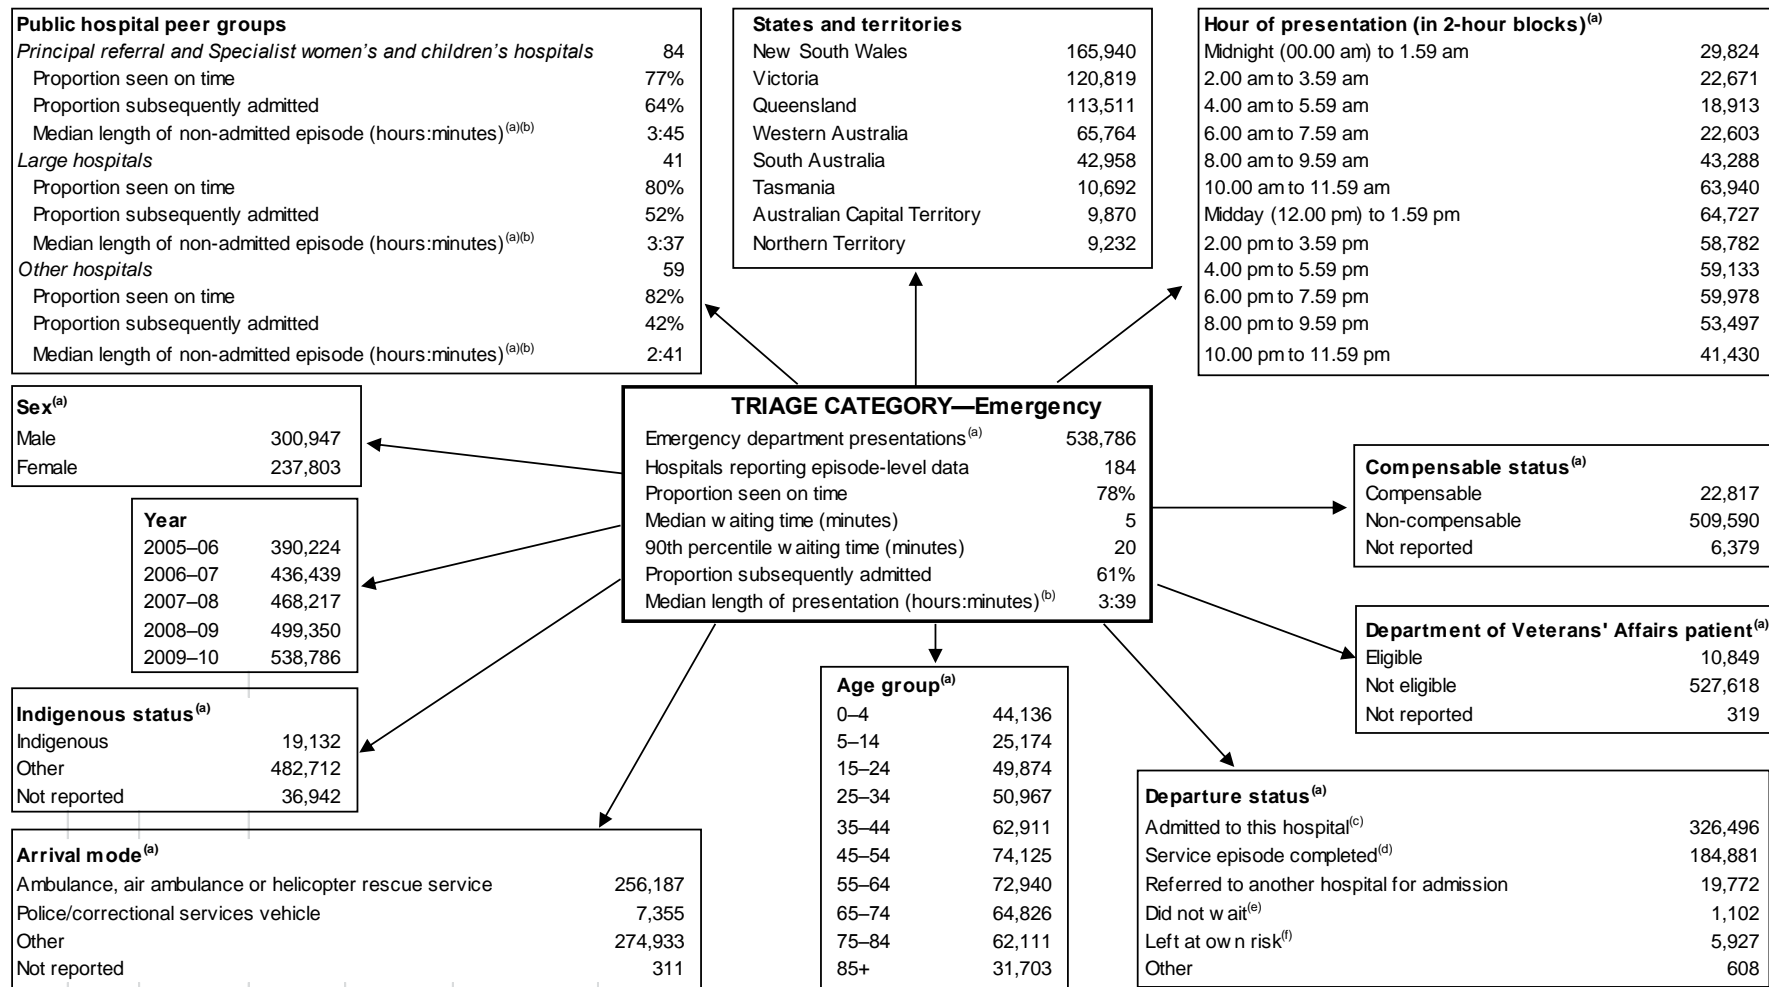 Public hospital peer groups
Principal referral and Specialist women's and children's hospitals 84
Proportion seen on time 77%
Proportion subsequently admitted 64%
Median length of non-admitted episode (hours:minutes)(a)(b) 3:45
Large hospitals 41
Proportion seen on time 80%
Proportion subsequently admitted 52%
Median length of non-admitted episode (hours:minutes)(a)(b) 3:37
Other hospitals 59
Proportion seen on time 82%
Proportion subsequently admitted 42%
Median length of non-admitted episode (hours:minutes)(a)(b) 2:41
States and territories
New South Wales 165,940
Victoria 120,819
Queensland 113,511
Western Australia 65,764
South Australia 42,958
Tasmania 10,692
Australian Capital Territory 9,870
Northern Territory 9,232
Hour of presentation (in 2-hour blocks)(a)
Midnight (00.00 am) to 1.59 am 29,824
2.00 am to 3.59 am 22,671
4.00 am to 5.59 am 18,913
6.00 am to 7.59 am 22,603
8.00 am to 9.59 am 43,288
10.00 am to 11.59 am 63,940
Midday (12.00 pm) to 1.59 pm 64,727
2.00 pm to 3.59 pm 58,782
4.00 pm to 5.59 pm 59,133
6.00 pm to 7.59 pm 59,978
8.00 pm to 9.59 pm 53,497
10.00 pm to 11.59 pm 41,430
Sex(a)
Male 300,947
Female 237,803
TRIAGE CATEGORY—Emergency
Emergency department presentations(a) 538,786
Hospitals reporting episode-level data 184
Proportion seen on time 78%
Median waiting time (minutes) 5
90th percentile waiting time (minutes) 20
Proportion subsequently admitted 61%
Median length of presentation (hours:minutes)(b) 3:39
Compensable status(a)
Compensable 22,817
Non-compensable 509,590
Not reported 6,379
Year
2005–06 390,224
2006–07 436,439
2007–08 468,217
2008–09 499,350
2009–10 538,786
Department of Veterans' Affairs patient(a)
Eligible 10,849
Not eligible 527,618
Not reported 319
Indigenous status(a)
Indigenous 19,132
Other 482,712
Not reported 36,942
Age group(a)
0–4 44,136
5–14 25,174
15–24 49,874
25–34 50,967
35–44 62,911
45–54 74,125
55–64 72,940
65–74 64,826
75–84 62,111
85+ 31,703
Departure status(a)
Admitted to this hospital(c) 326,496
Service episode completed(d) 184,881
Referred to another hospital for admission 19,772
Did not wait(e) 1,102
Left at own risk(f) 5,927
Other 608
Arrival mode(a)
Ambulance, air ambulance or helicopter rescue service 256,187
Police/correctional services vehicle 7,355
Other 274,933
Not reported 311